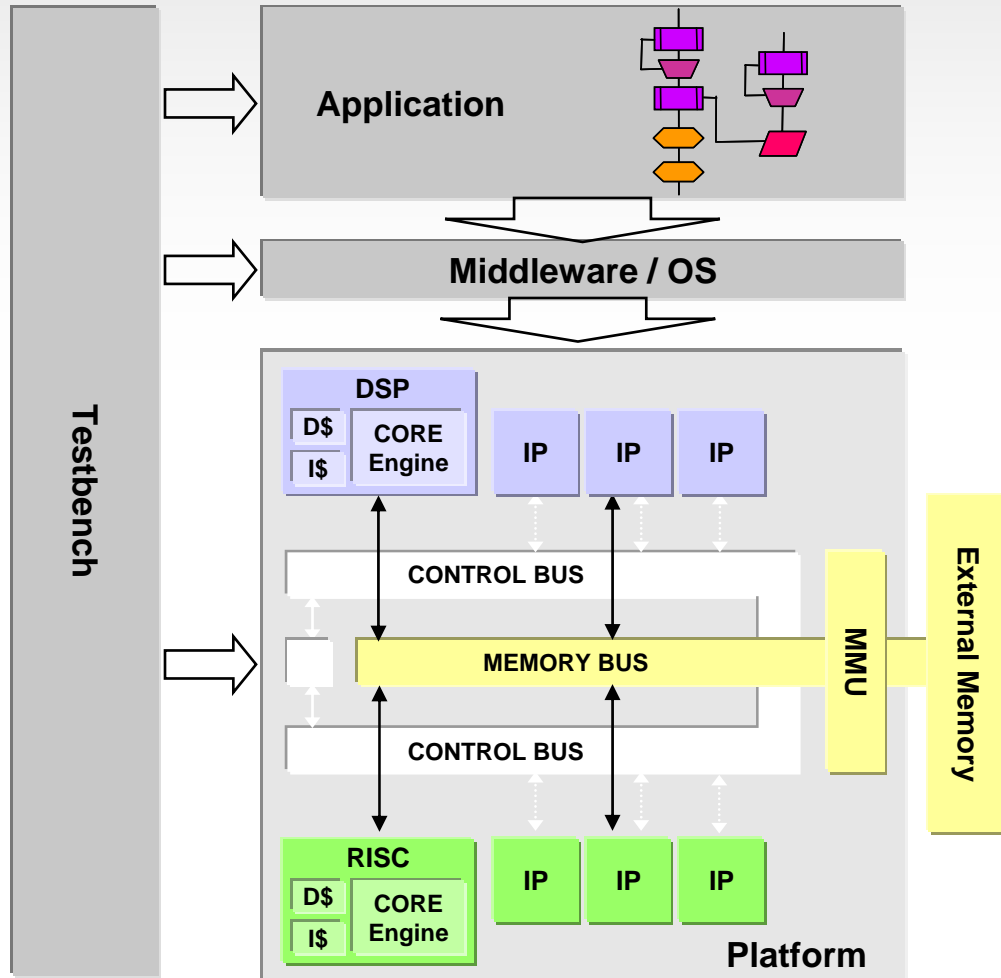 Testbench
Application
Middleware / OS
DSP
D$
I$
CORE
Engine
IP
IP
IP
CONTROL BUS
MEMORY BUS
CONTROL BUS
MMU
External Memory
RISC
D$
I$
CORE
Engine
IP
IP
IP
Platform